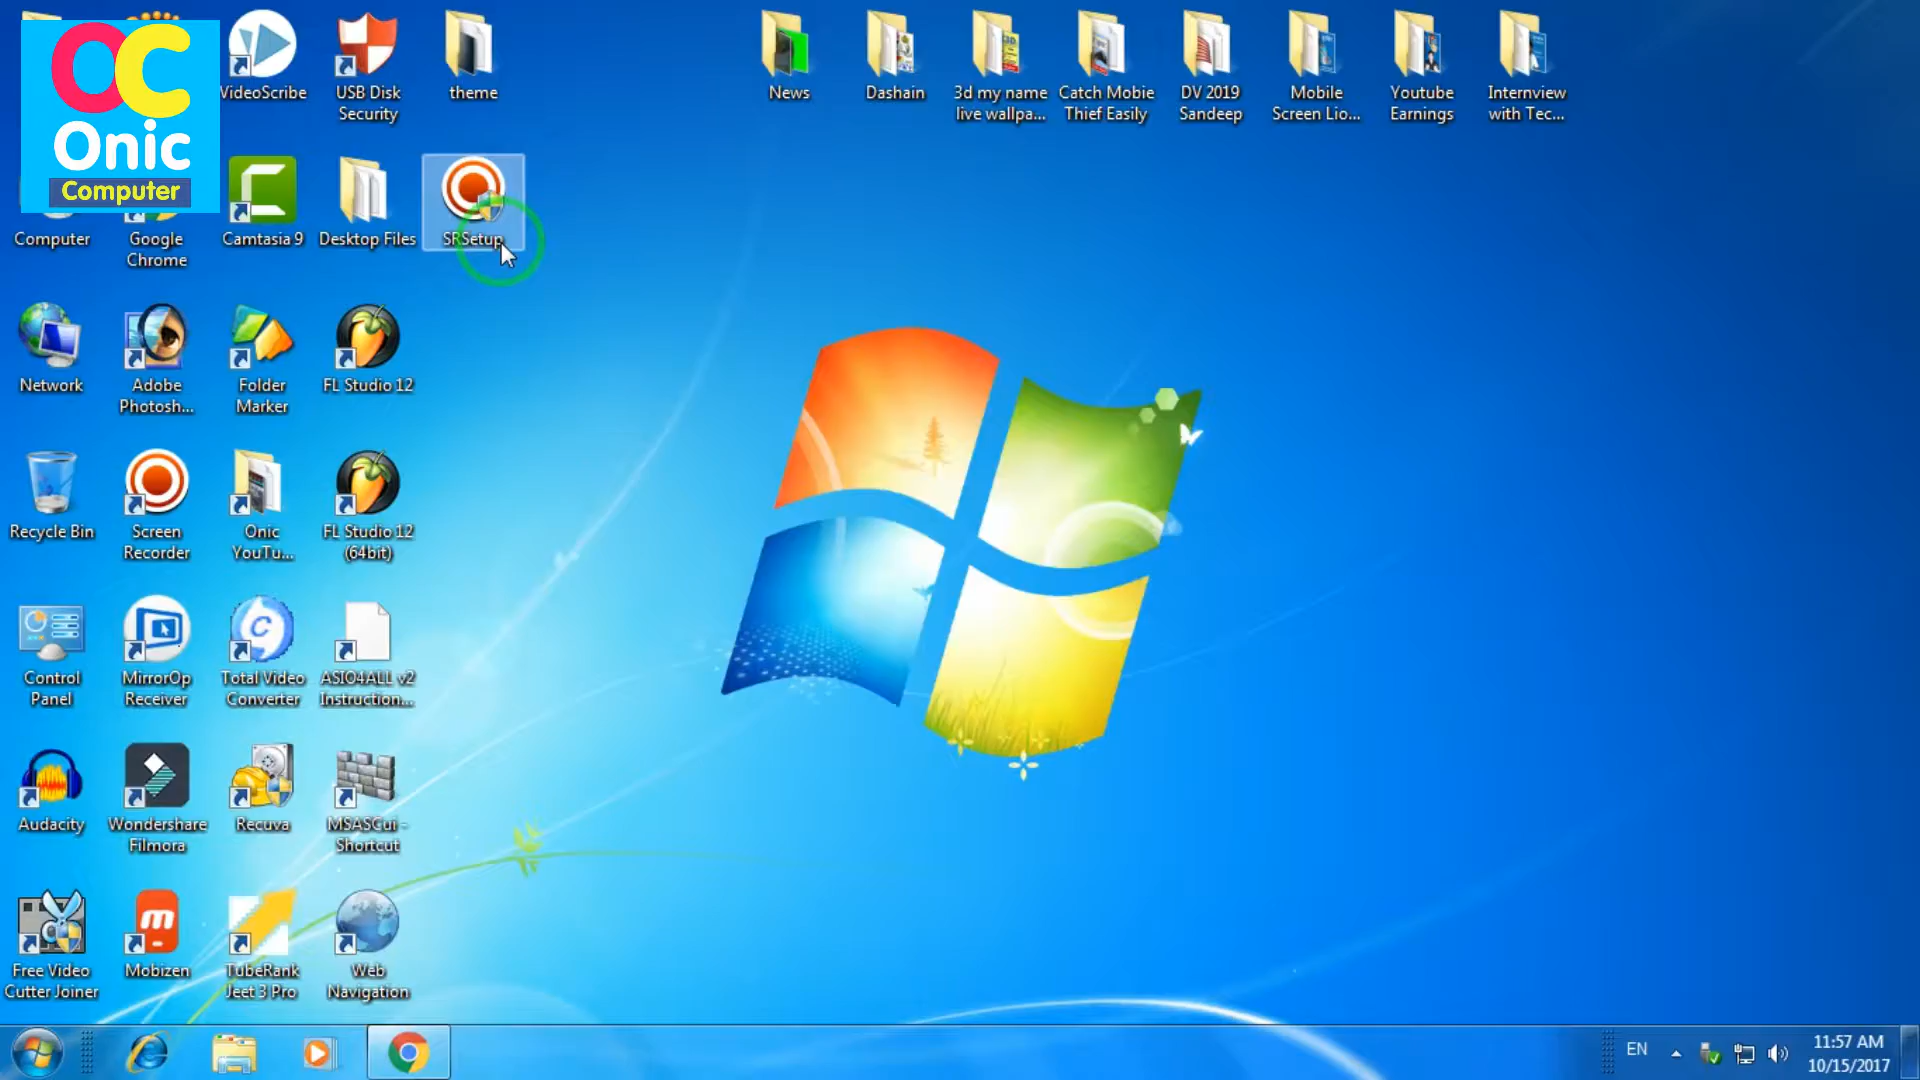 OC
Onic
Computer
VideoScribe
USB Disk
Security
theme
News
Dashain
3d my name
live wallpa...
Catch Mobie
Thief Easily
DV 2019
Sandeep
Mobile
Screen Lio...
Youtube
Earnings
Internview
with Tec...
Computer
Google
Chrome
Camtasia 9
Desktop Files
SRSetup
Network
Adobe
Photosh...
Folder
Marker
FL Studio 12
Recycle Bin
Screen
Recorder
Onic
YouTu...
FL Studio 12
(64bit)
Control
Panel
MirrorOp
Receiver
Total Video
Converter
ASIO4ALL v2
Instruction...
Audacity
Wondershare
Filmora
Recuva
MSASCui -
Shortcut
Free Video
Cutter Joiner
Mobizen
TubeRank
Jeet 3 Pro
Web
Navigation
EN
11:57 AM
10/15/2017